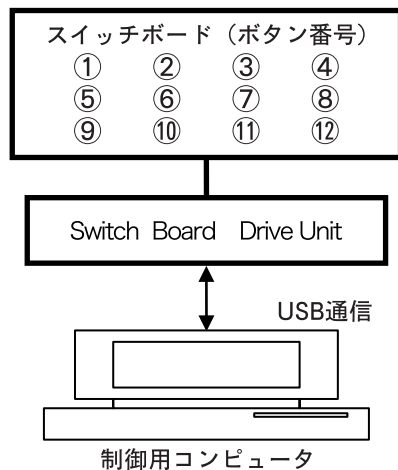 スイッチボード（ボタン番号）
① ② ③ ④
⑤ ⑥ ⑦ ⑧
⑨ ⑩ ⑪ ⑫
Switch Board Drive Unit
USB通信
制御用コンピュータ